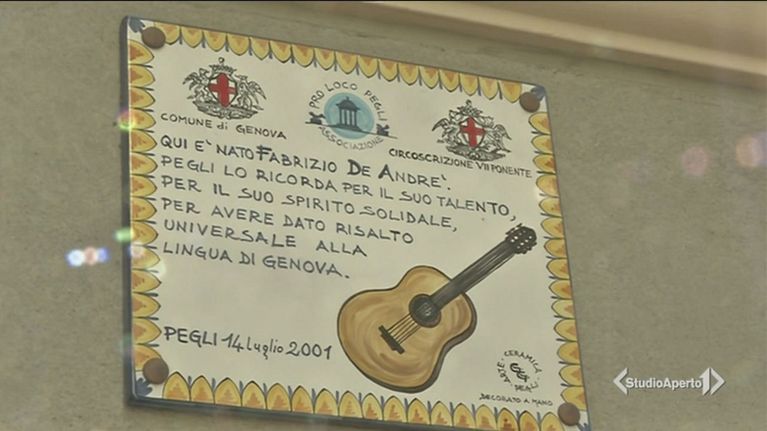 COMUNE di GENOVA
PRO LOCO PEGLI
ASSOCIAZIONE
CIRCOSCRIZIONE VII PONENTE
QUI E' NATO FABRIZIO DE ANDRE'.
PEGLI LO RICORDA PER IL SUO TALENTO,
PER IL SUO SPIRITO SOLIDALE,
PER AVERE DATO RISALTO
UNIVERSALE ALLA
LINGUA DI GENOVA.
PEGLI 14 luglio 2001
ARTE CERAMICA
DECORATO A MANO
StudioAperto
1